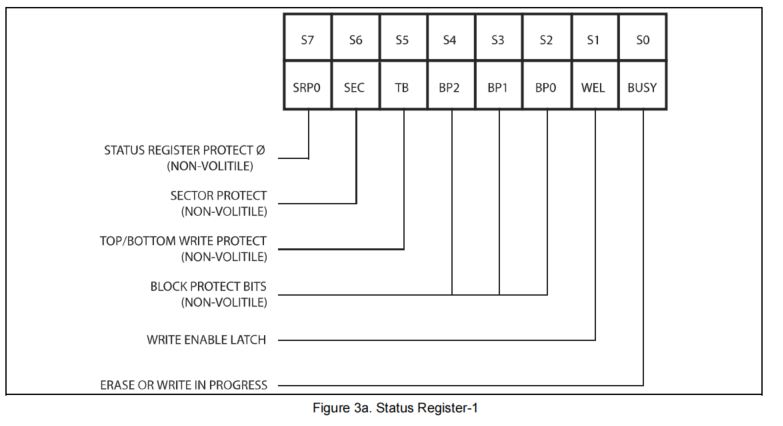 S7 S6 S5 S4 S3 S2 S1 S0
SRP0 SEC TB BP2 BP1 BP0 WEL BUSY
STATUS REGISTER PROTECT Ø
(NON-VOLITILE)
SECTOR PROTECT
(NON-VOLITILE)
TOP/BOTTOM WRITE PROTECT
(NON-VOLITILE)
BLOCK PROTECT BITS
(NON-VOLITILE)
WRITE ENABLE LATCH
ERASE OR WRITE IN PROGRESS
Figure 3a. Status Register-1